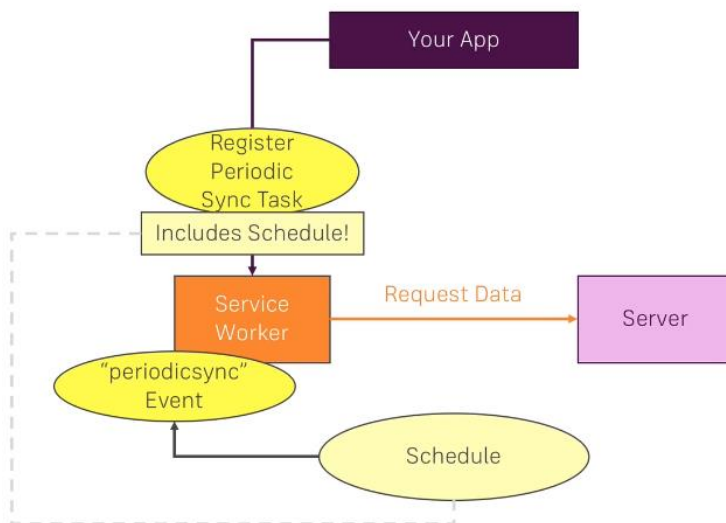 Your App
Register
Periodic
Sync Task
Includes Schedule!
Service
Worker
Request Data
Server
“periodicsync”
Event
Schedule